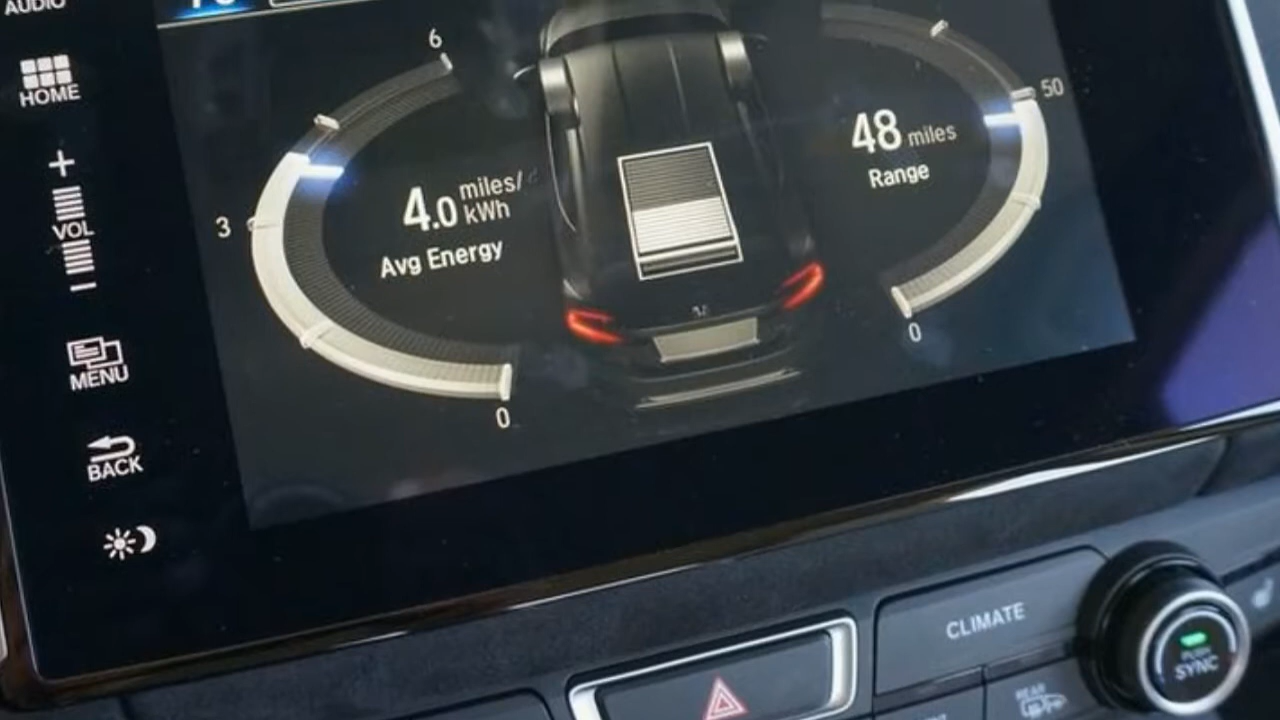 AUDIO
HOME
VOL
MENU
BACK
6
3
0
4.0 miles/
kWh
Avg Energy
48 miles
Range
50
0
CLIMATE
PUSH
SYNC
REAR